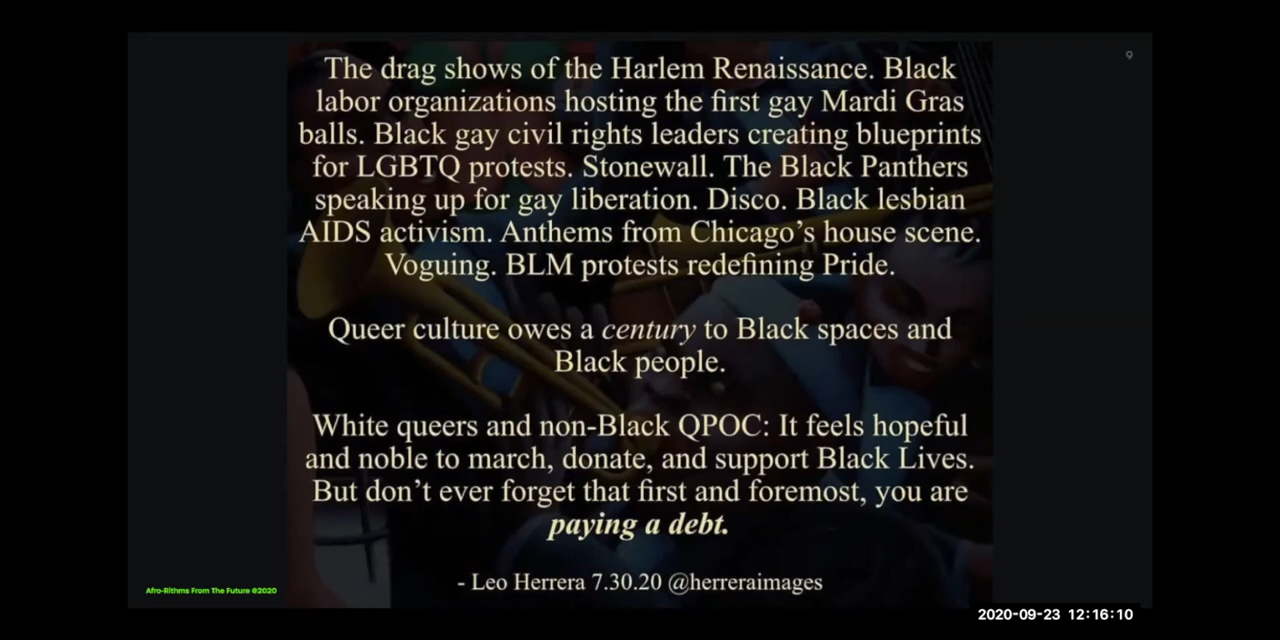 9
The drag shows of the Harlem Renaissance. Black
labor organizations hosting the first gay Mardi Gras
balls. Black gay civil rights leaders creating blueprints
for LGBTQ protests. Stonewall. The Black Panthers
speaking up for gay liberation. Disco. Black lesbian
AIDS activism. Anthems from Chicago’s house scene.
Voguing. BLM protests redefining Pride.
Queer culture owes a century to Black spaces and
Black people.
White queers and non-Black QPOC: It feels hopeful
and noble to march, donate, and support Black Lives.
But don’t ever forget that first and foremost, you are
paying a debt.
- Leo Herrera 7.30.20 @herreraimages
Afro-Rithms From The Future ©2020
2020-09-23 12:16:10